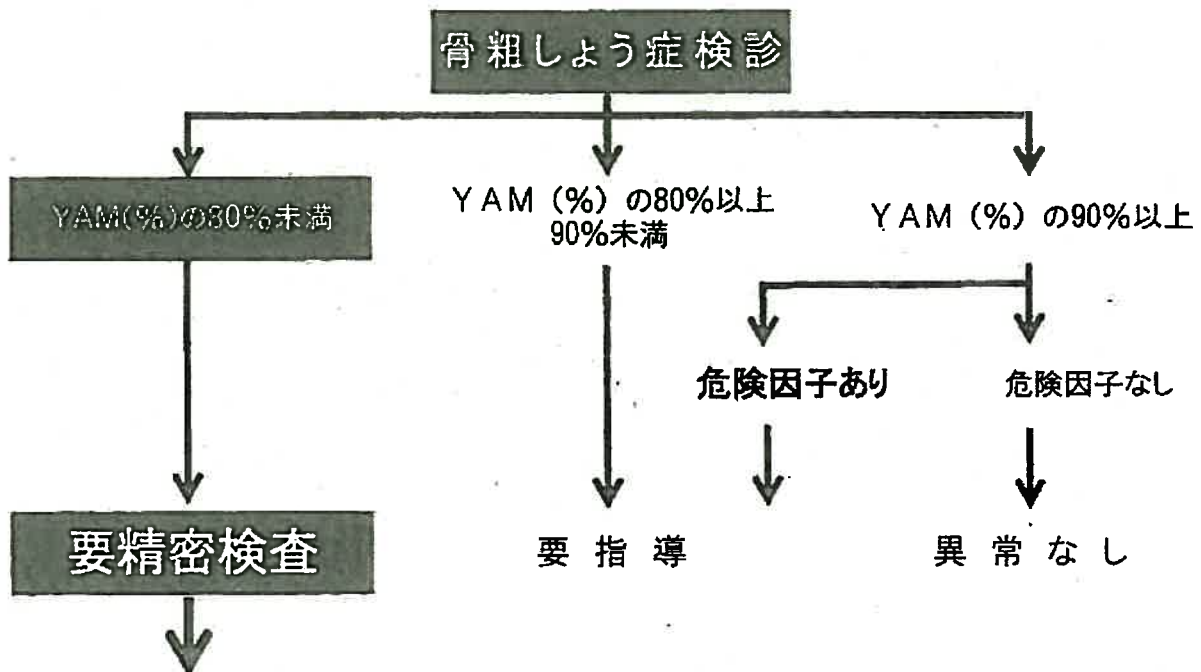 骨粗しょう症検診
YAM(%)の80%未満
YAM(%)の80%以上
90%未満
YAM(%)の90%以上
危険因子あり
危険因子なし
要精密検査
要指導
異常なし